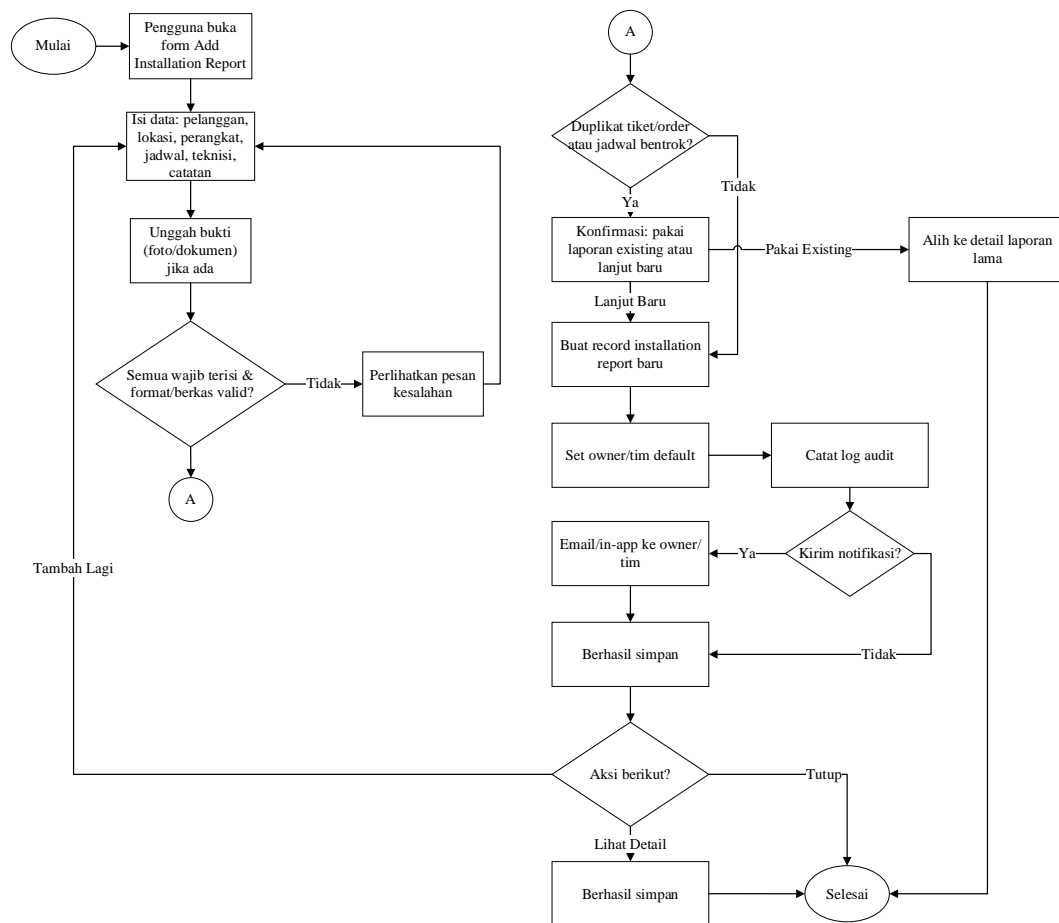 Mulai
Pengguna buka
form Add
Installation Report
Isi data: pelanggan,
lokasi, perangkat,
jadwal, teknisi,
catatan
Unggah bukti
(foto/dokumen)
jika ada
Semua wajib terisi &
format/berkas valid?
Tidak
Perlihatkan pesan
kesalahan
A
Tambah Lagi
A
Duplikat tiket/order
atau jadwal bentrok?
Tidak
Ya
Konfirmasi: pakai
laporan existing atau
lanjut baru
Pakai Existing
Alih ke detail laporan
lama
Lanjut Baru
Buat record installation
report baru
Set owner/tim default
Catat log audit
Kirim notifikasi?
Ya
Email/in-app ke owner/
tim
Tidak
Berhasil simpan
Aksi berikut?
Tutup
Lihat Detail
Berhasil simpan
Selesai